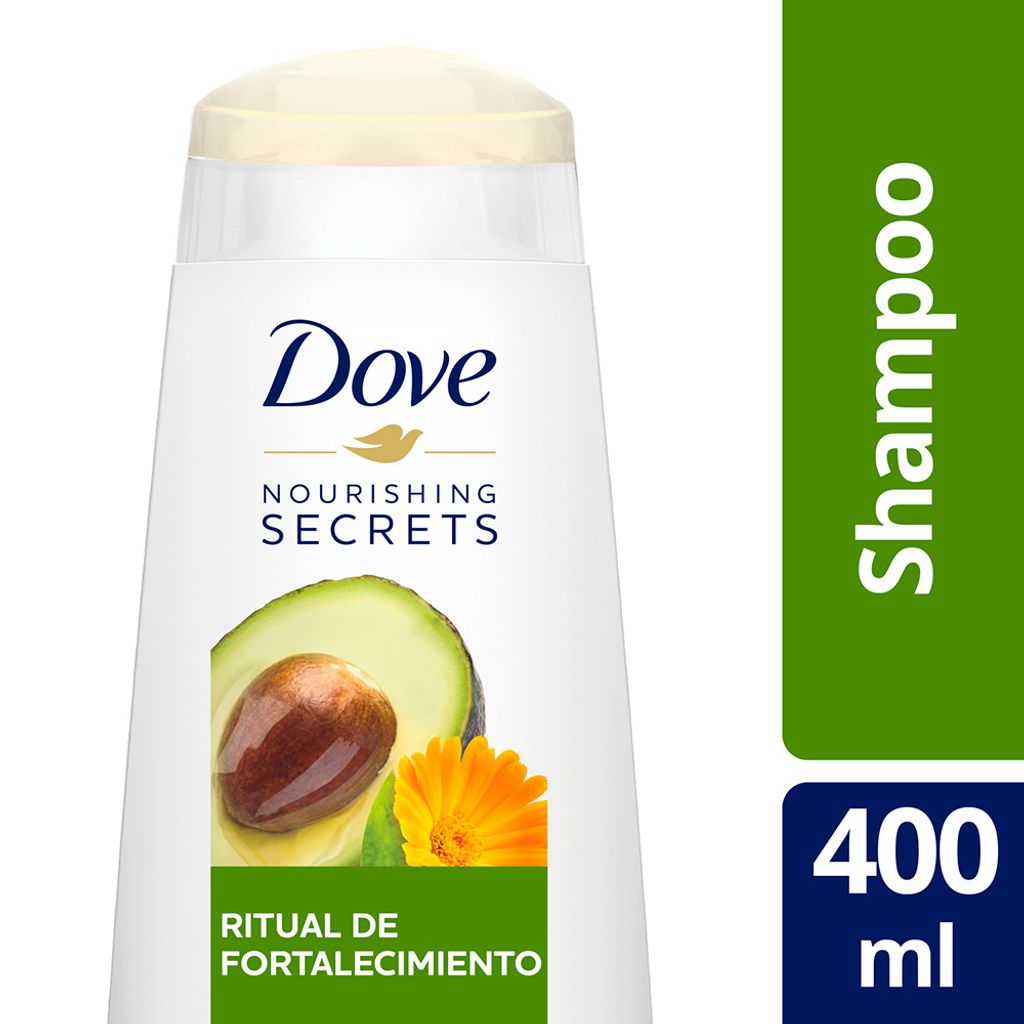 Dove
NOURISHING
SECRETS
RITUAL DE
FORTALECIMIENTO
Shampoo
400
ml